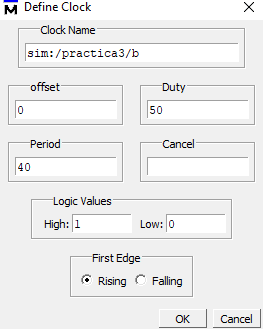 M Define Clock
Clock Name
sim:/practica3/b
offset Duty
0 50
Period Cancel
40
Logic Values
High: 1 Low: 0
First Edge
Rising Falling
OK Cancel